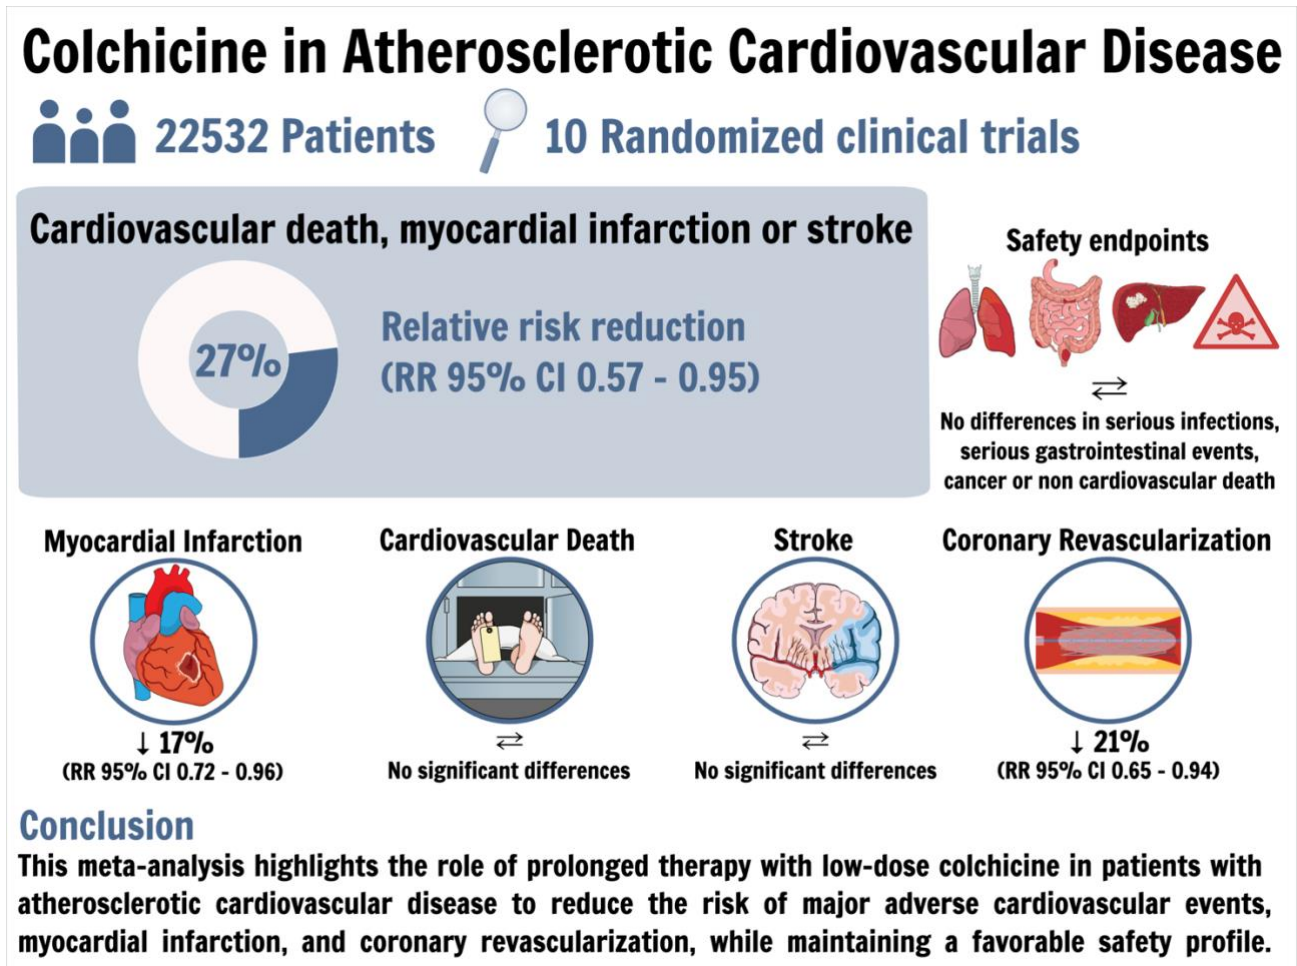 Colchicine in Atherosclerotic Cardiovascular Disease
22532 Patients
10 Randomized clinical trials
Cardiovascular death, myocardial infarction or stroke
27%
Relative risk reduction
(RR 95% CI 0.57 - 0.95)
Safety endpoints
No differences in serious infections,
serious gastrointestinal events,
cancer or non cardiovascular death
Myocardial Infarction
↓ 17%
(RR 95% CI 0.72 - 0.96)
Cardiovascular Death
No significant differences
Stroke
No significant differences
Coronary Revascularization
↓ 21%
(RR 95% CI 0.65 - 0.94)
Conclusion
This meta-analysis highlights the role of prolonged therapy with low-dose colchicine in patients with
atherosclerotic cardiovascular disease to reduce the risk of major adverse cardiovascular events,
myocardial infarction, and coronary revascularization, while maintaining a favorable safety profile.